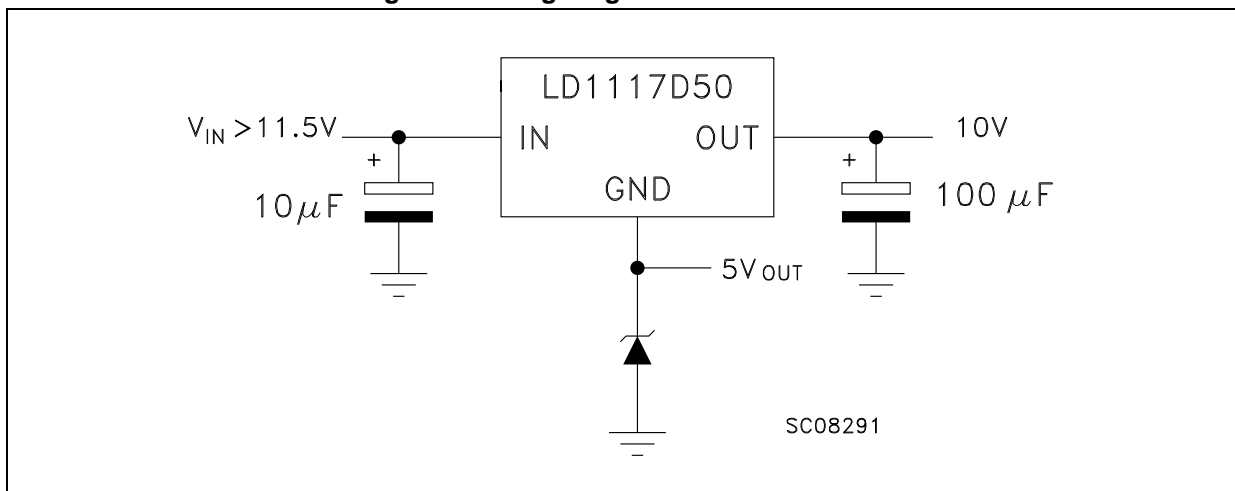 LD1117D50
V_IN >11.5V
IN
OUT
10V
+
+
GND
10μF
100 μF
5V_OUT
SC08291